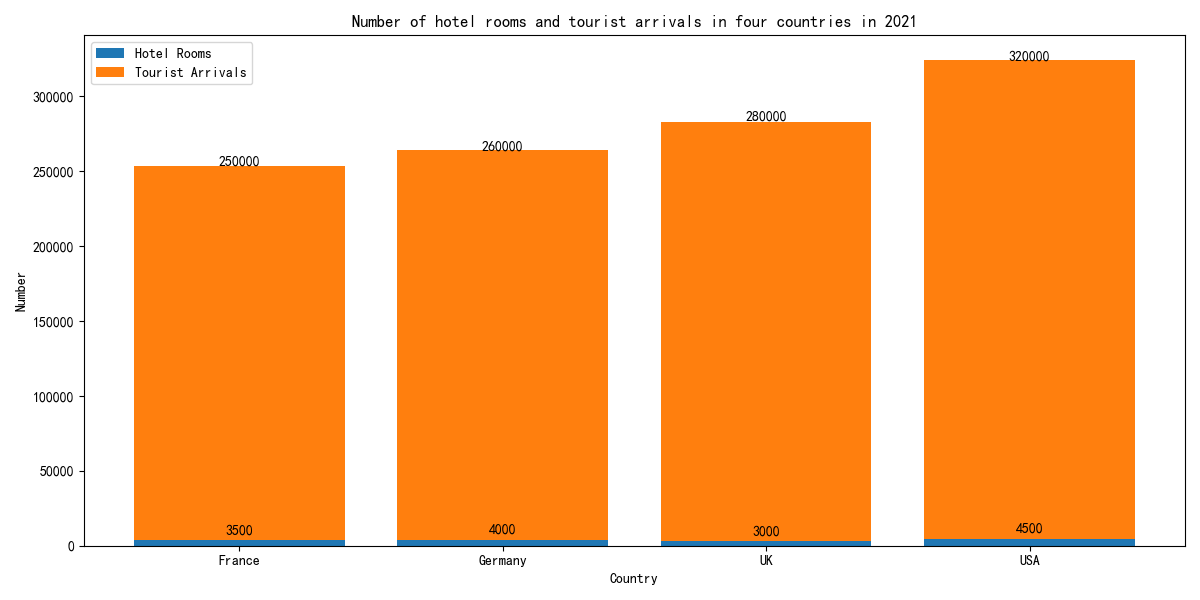 Number of hotel rooms and tourist arrivals in four countries in 2021
Hotel Rooms
Tourist Arrivals
Number
300000
250000
200000
150000
100000
50000
0
250000
260000
280000
320000
3500
4000
3000
4500
France
Germany
UK
USA
Country